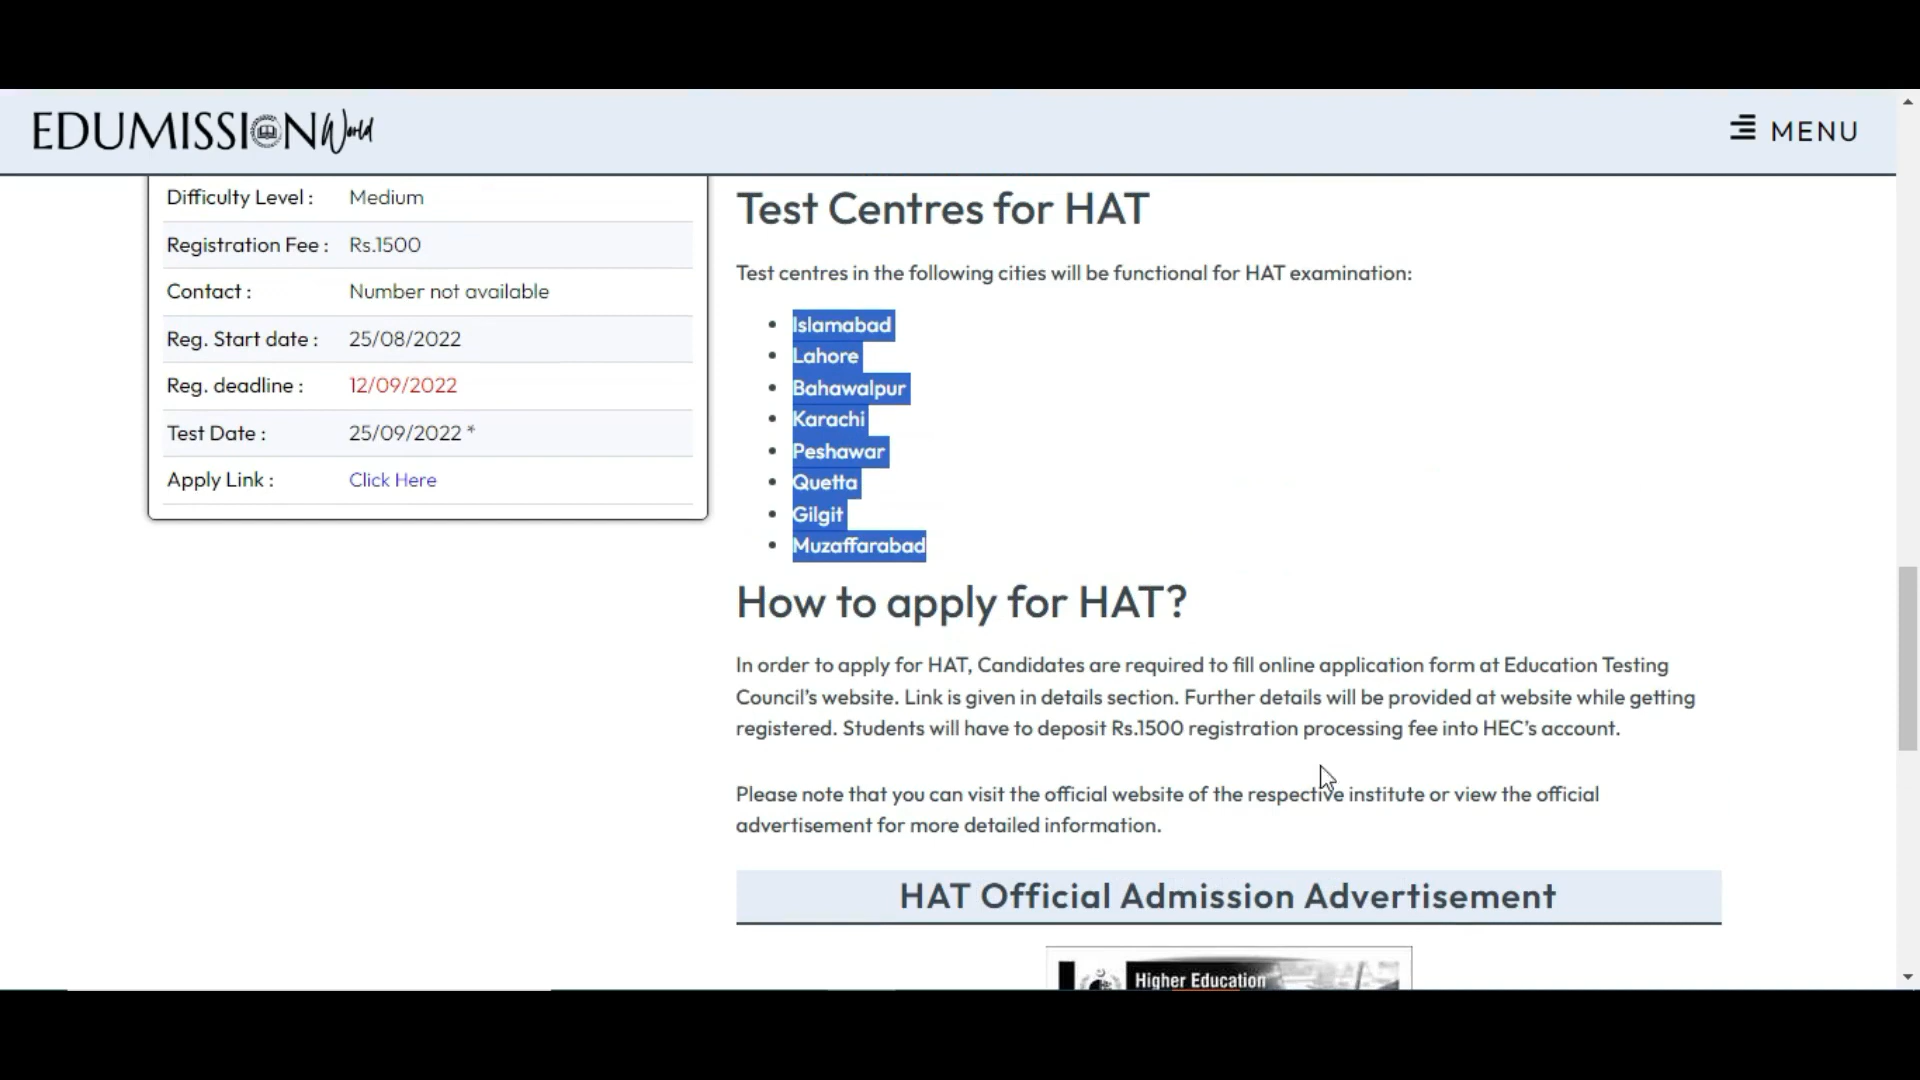 EDUMISSION World
MENU
Difficulty Level : Medium
Registration Fee : Rs.1500
Contact : Number not available
Reg. Start date : 25/08/2022
Reg. deadline : 12/09/2022
Test Date : 25/09/2022 *
Apply Link : Click Here
Test Centres for HAT
Test centres in the following cities will be functional for HAT examination:
• Islamabad
• Lahore
• Bahawalpur
• Karachi
• Peshawar
• Quetta
• Gilgit
• Muzaffarabad
How to apply for HAT?
In order to apply for HAT, Candidates are required to fill online application form at Education Testing
Council's website. Link is given in details section. Further details will be provided at website while getting
registered. Students will have to deposit Rs.1500 registration processing fee into HEC's account.
Please note that you can visit the official website of the respective institute or view the official
advertisement for more detailed information.
HAT Official Admission Advertisement
Higher Education